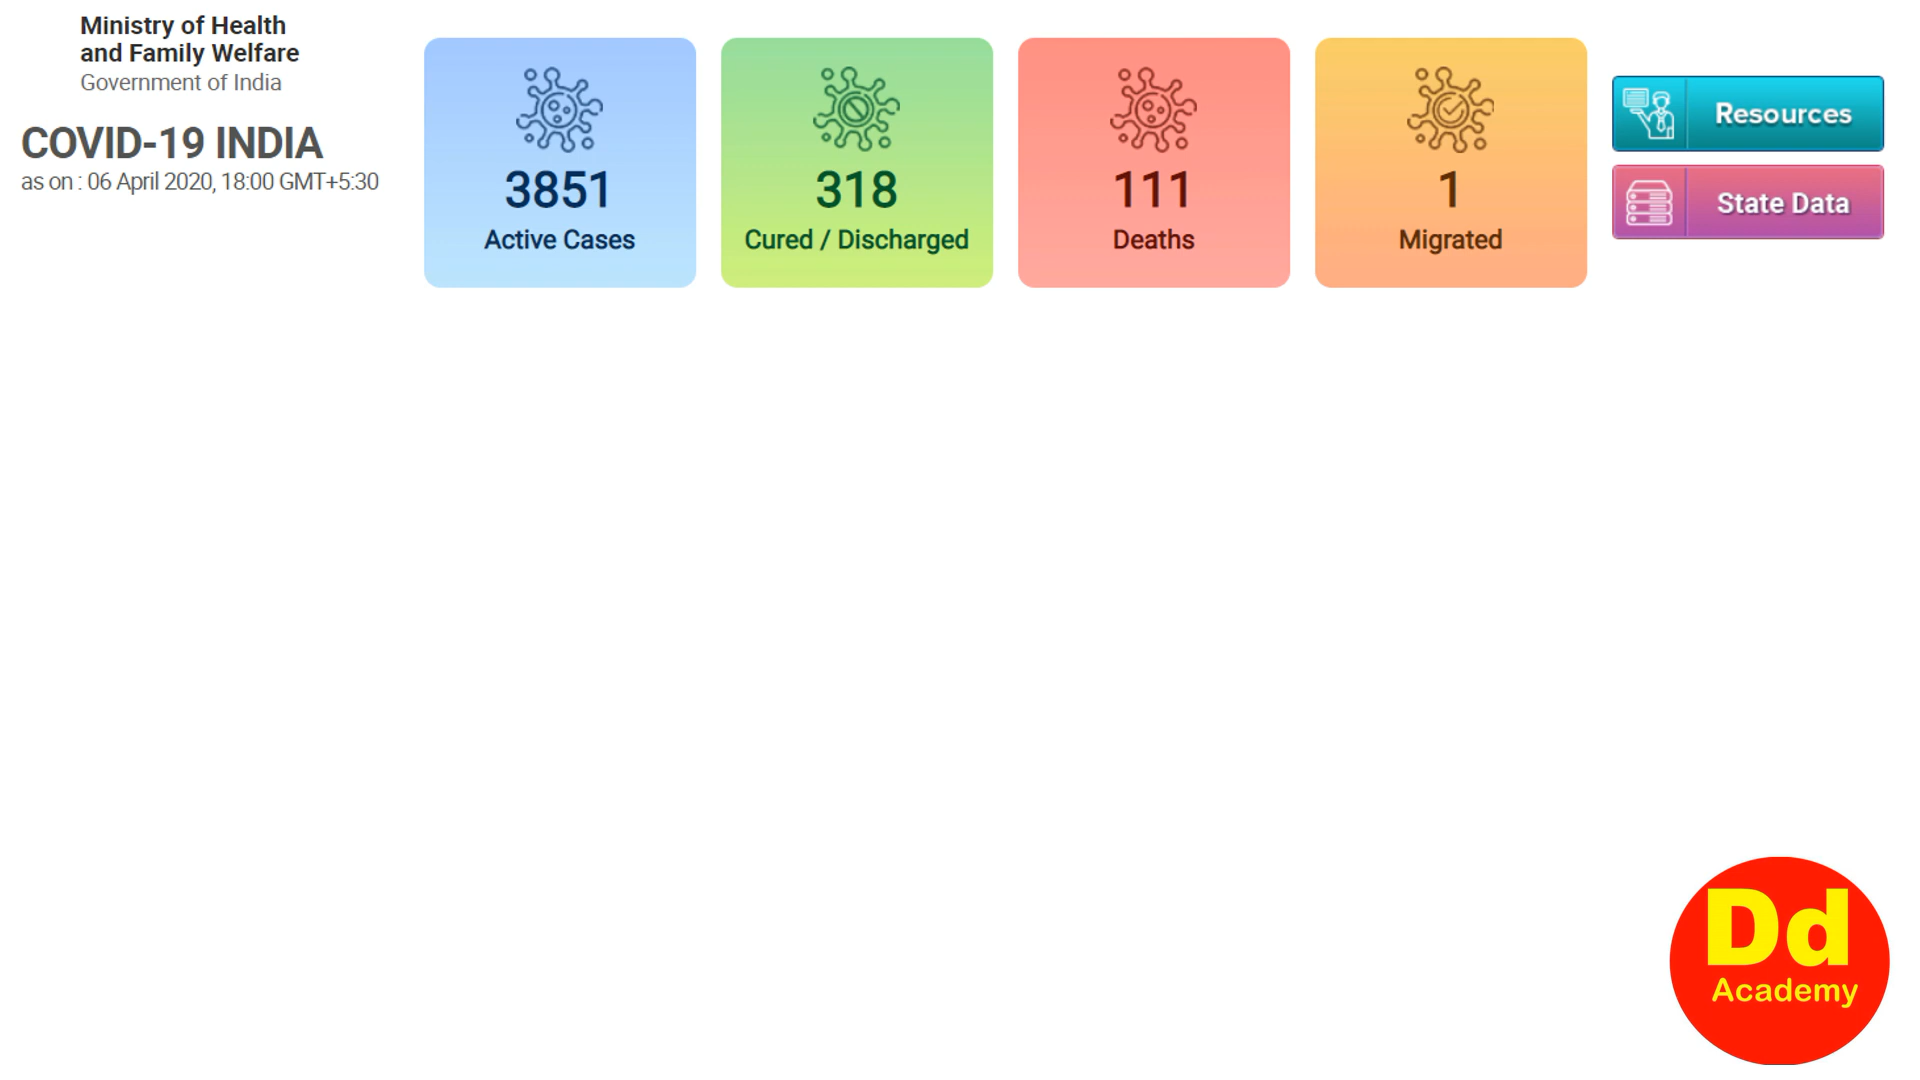 Ministry of Health
and Family Welfare
Government of India
COVID-19 INDIA
as on : 06 April 2020, 18:00 GMT+5:30
3851
Active Cases
318
Cured / Discharged
111
Deaths
1
Migrated
Resources
State Data
Dd
Academy